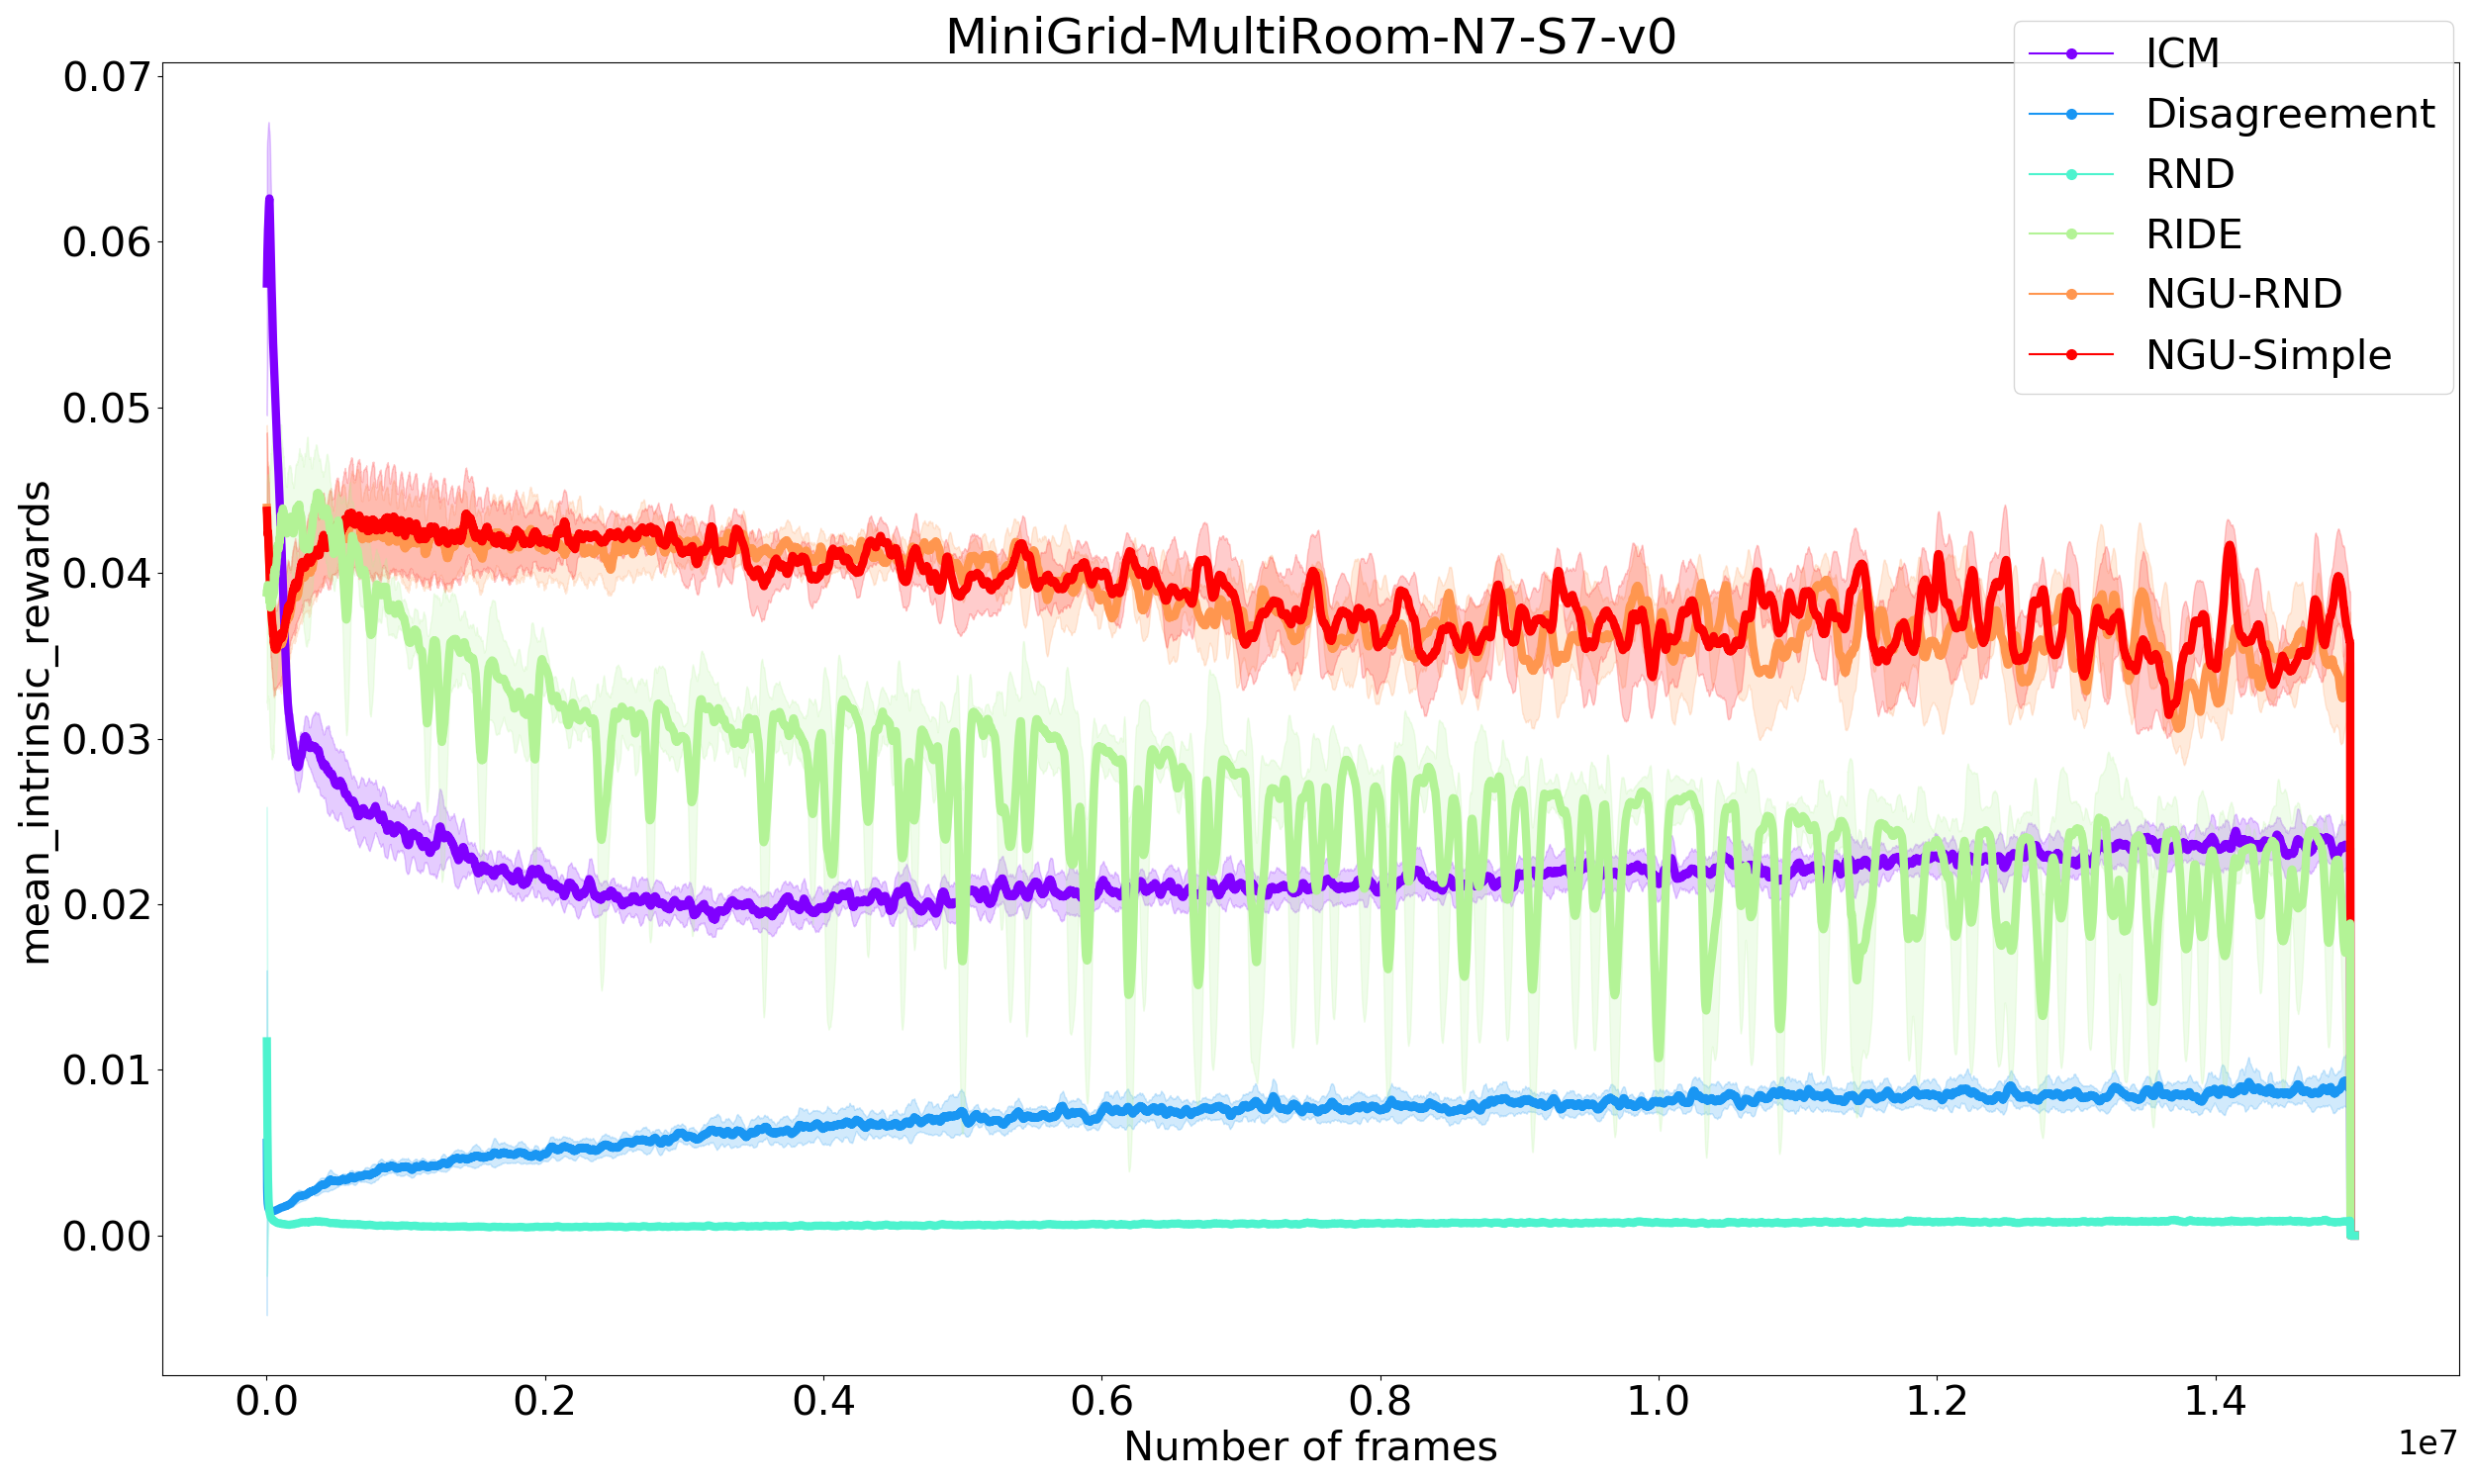 MiniGrid-MultiRoom-N7-S7-v0
ICM
Disagreement
RND
RIDE
NGU-RND
NGU-Simple
mean_intrinsic_rewards
0.07
0.06
0.05
0.04
0.03
0.02
0.01
0.00
0.0 0.2 0.4 0.6 0.8 1.0 1.2 1.4
Number of frames
1e7